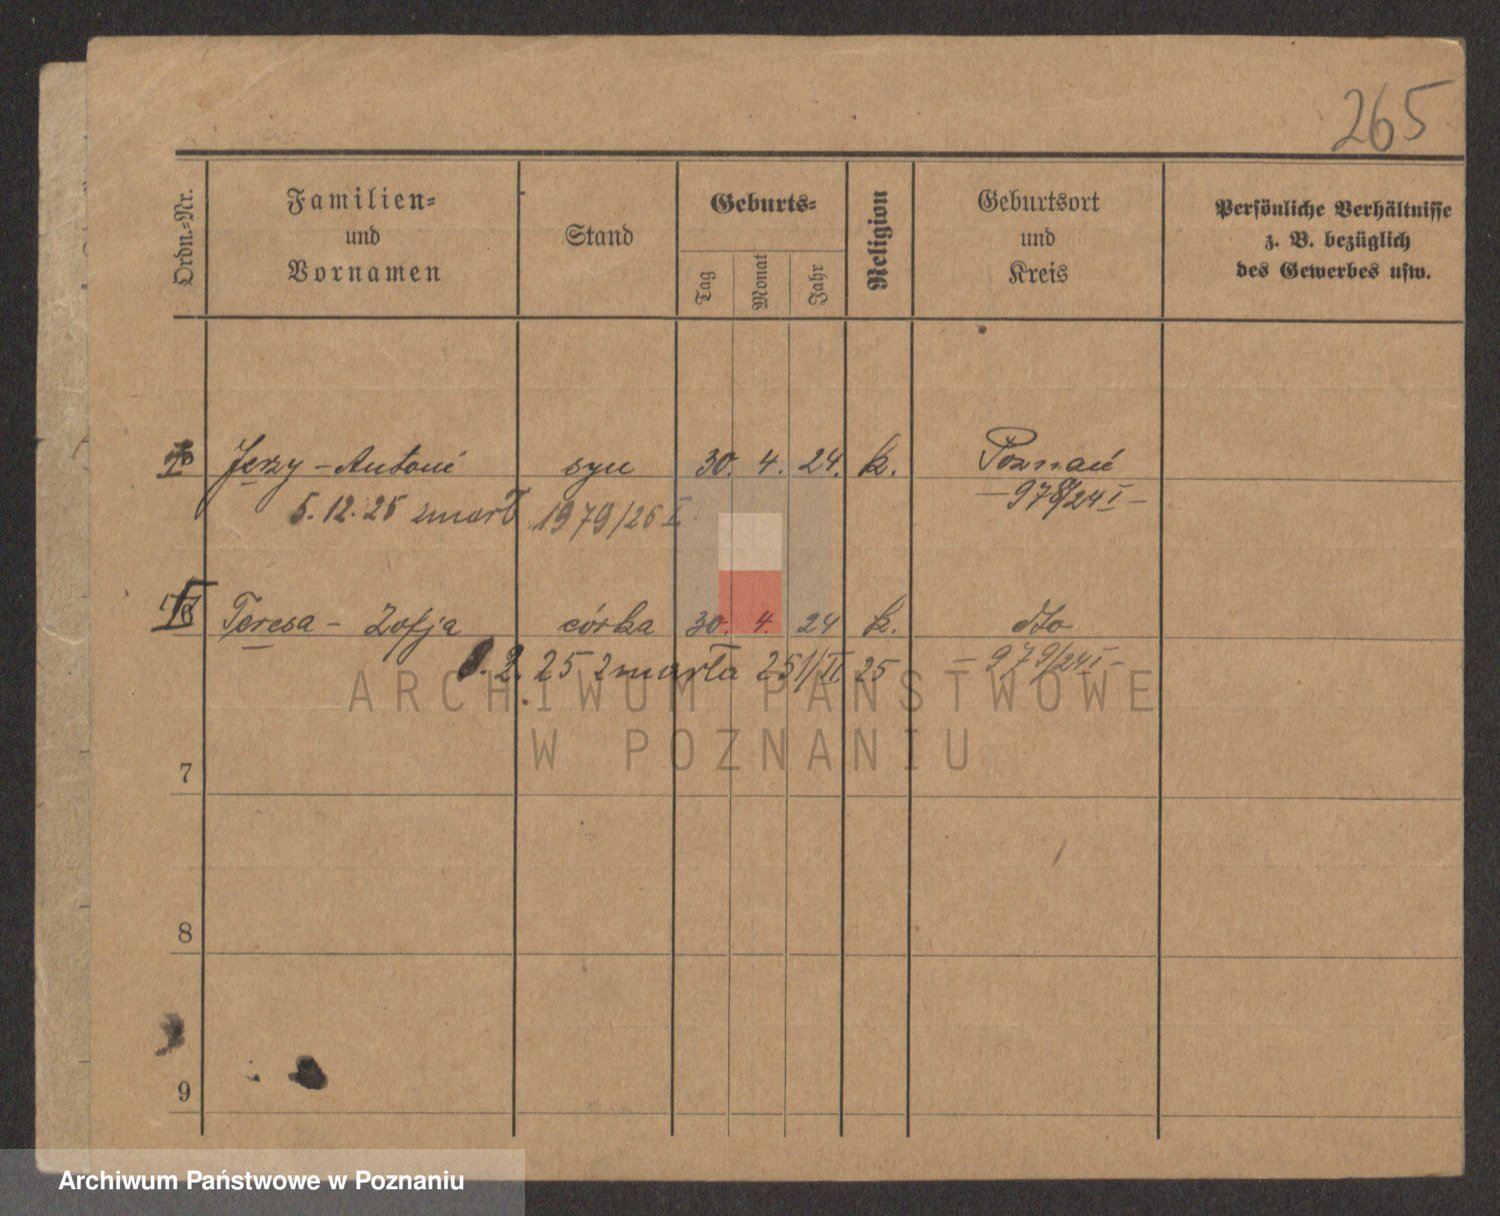 265
Ordn.-Nr.
Familien-
und
Vornamen
Stand
Geburts-
Tag
Monat
Jahr
Religion
Geburtsort
und
Kreis
Persönliche Verhältnisse
z. B. bezüglich
des Gewerbes usw.
Jerzy - Antoni syn 30. 4. 24. k. Poznań
5. 12. 25 zmarł 1979/25 I - 978/24 I -
6 Teresa - Zofja córka 30. 4. 24 k. dto
8. 2. 25 zmarła 251/II 25 - 979/24 I -
ARCHIWUM PAŃSTWOWE
W POZNANIU
7
8
9
Archiwum Państwowe w Poznaniu